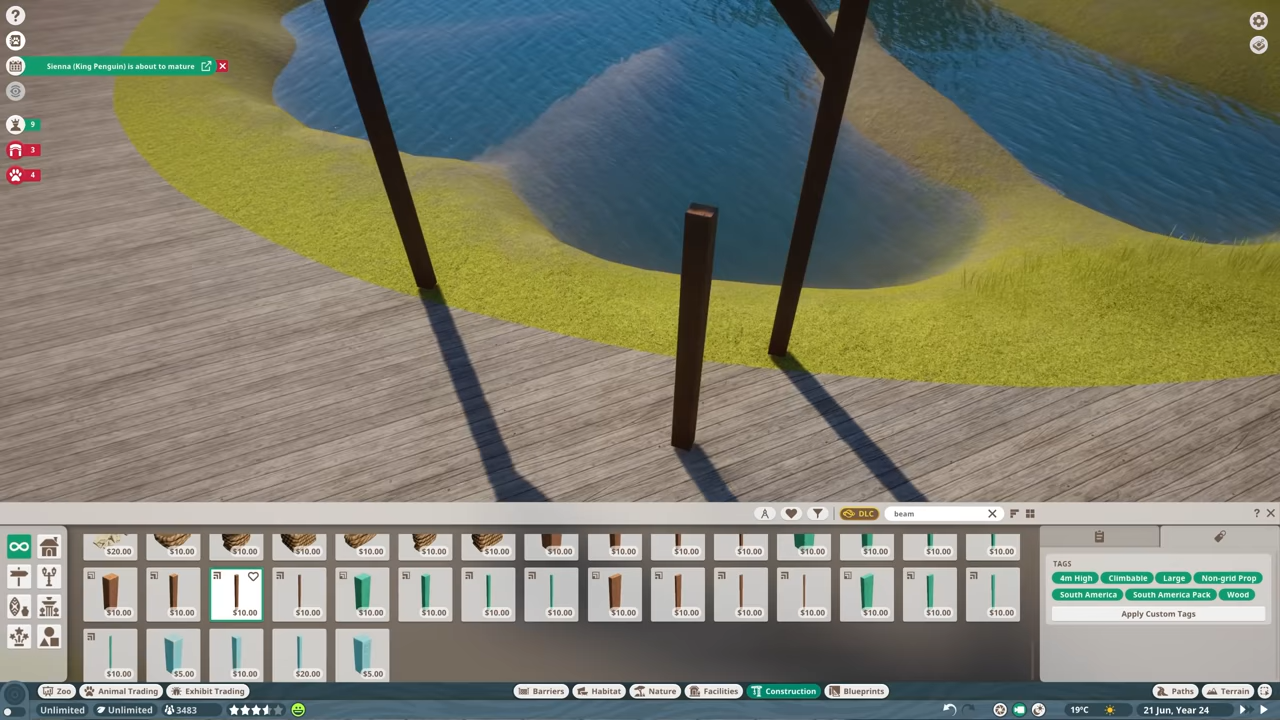 ?
Sienna (King Penguin) is about to mature
9
3
4
DLC
beam
?
$20.00 $10.00 $10.00 $10.00 $10.00 $10.00 $10.00 $10.00 $10.00 $10.00 $10.00 $10.00 $10.00 $10.00 $10.00
$10.00 $10.00 $10.00 $10.00 $10.00 $10.00 $10.00 $10.00 $10.00 $10.00 $10.00 $10.00 $10.00 $10.00 $10.00
$10.00 $5.00 $10.00 $20.00 $5.00
TAGS
4m High Climbable Large Non-grid Prop
South America South America Pack Wood
Apply Custom Tags
Zoo Animal Trading Exhibit Trading Barriers Habitat Nature Facilities Construction Blueprints Paths Terrain
Unlimited Unlimited 3483 19°C 21 Jun, Year 24